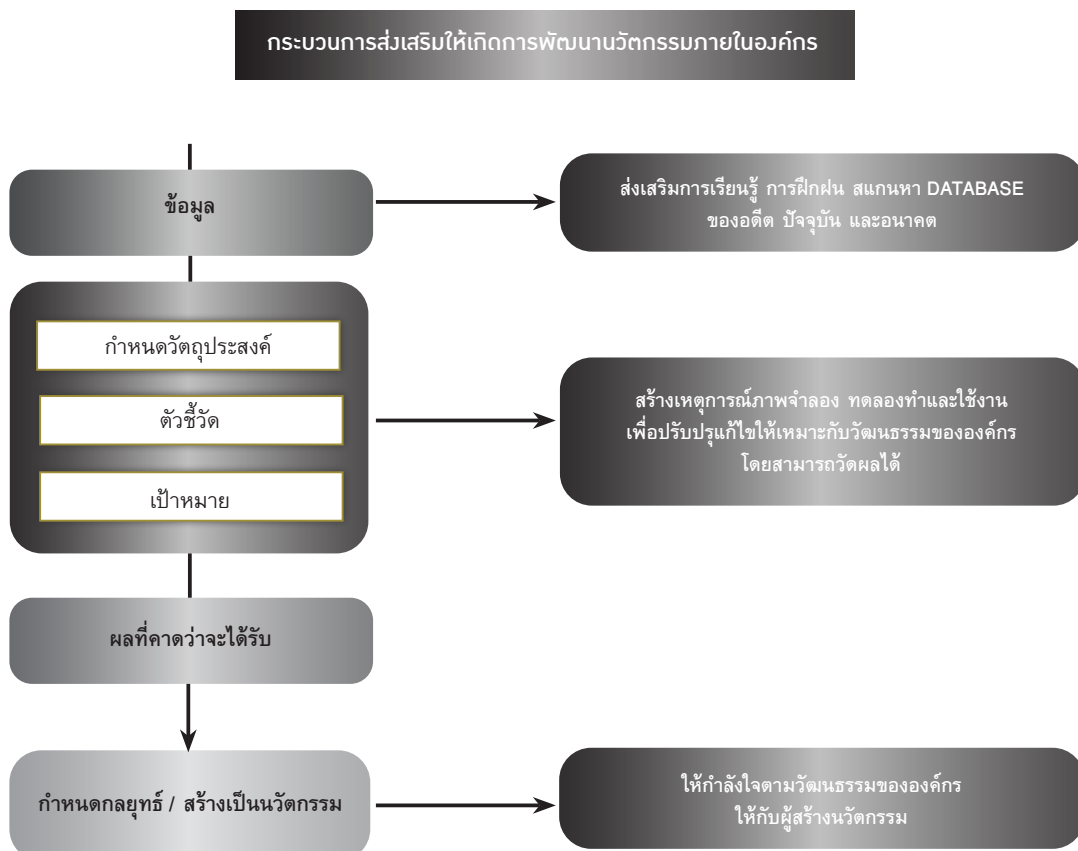 กระบวนการส่งเสริมให้เกิดการพัฒนานวัตกรรมภายในองค์กร
ข้อมูล
ส่งเสริมการเรียนรู้ การฝึกฝน สแกนหา DATABASE
ของอดีต ปัจจุบัน และอนาคต
กำหนดวัตถุประสงค์
ตัวชี้วัด
เป้าหมาย
สร้างเหตุการณ์ภาพจำลอง ทดลองทำและใช้งาน
เพื่อปรับปรุแก้ไขให้เหมาะกับวัฒนธรรมขององค์กร
โดยสามารถวัดผลได้
ผลที่คาดว่าจะได้รับ
กำหนดกลยุทธ์ / สร้างเป็นนวัตกรรม
ให้กำลังใจตามวัฒนธรรมขององค์กร
ให้กับผู้สร้างนวัตกรรม